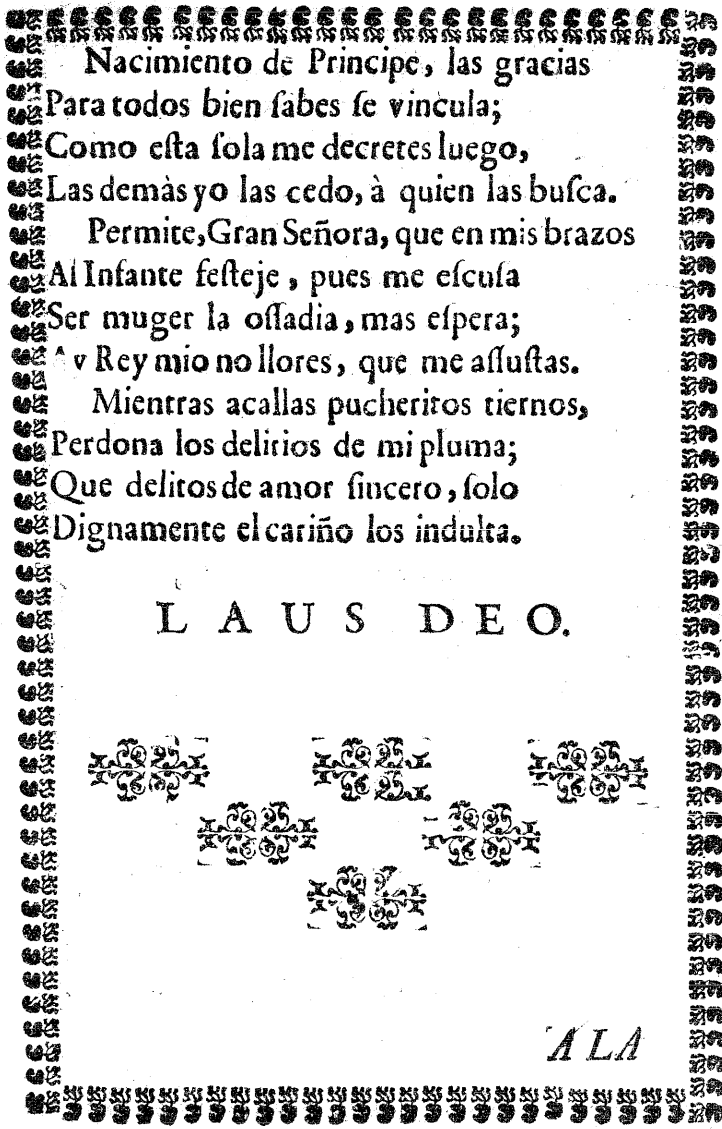 Nacimiento de Principe, las gracias
Para todos bien ſabes ſe vincula;
Como eſta ſola me decretes luego,
Las demàs yo las cedo, à quien las buſca.
Permite, Gran Señora, que en mis brazos
Al Infante feſteje, pues me eſcuſa
Ser muger la oſſadia, mas eſpera;
Rey mio no llores, que me aſſuſtas.
Mientras acallas pucheritos tiernos,
Perdona los delirios de mi pluma;
Que delitos de amor ſincero, ſolo
Dignamente el cariño los indulta.
LAUS DEO.
A LA